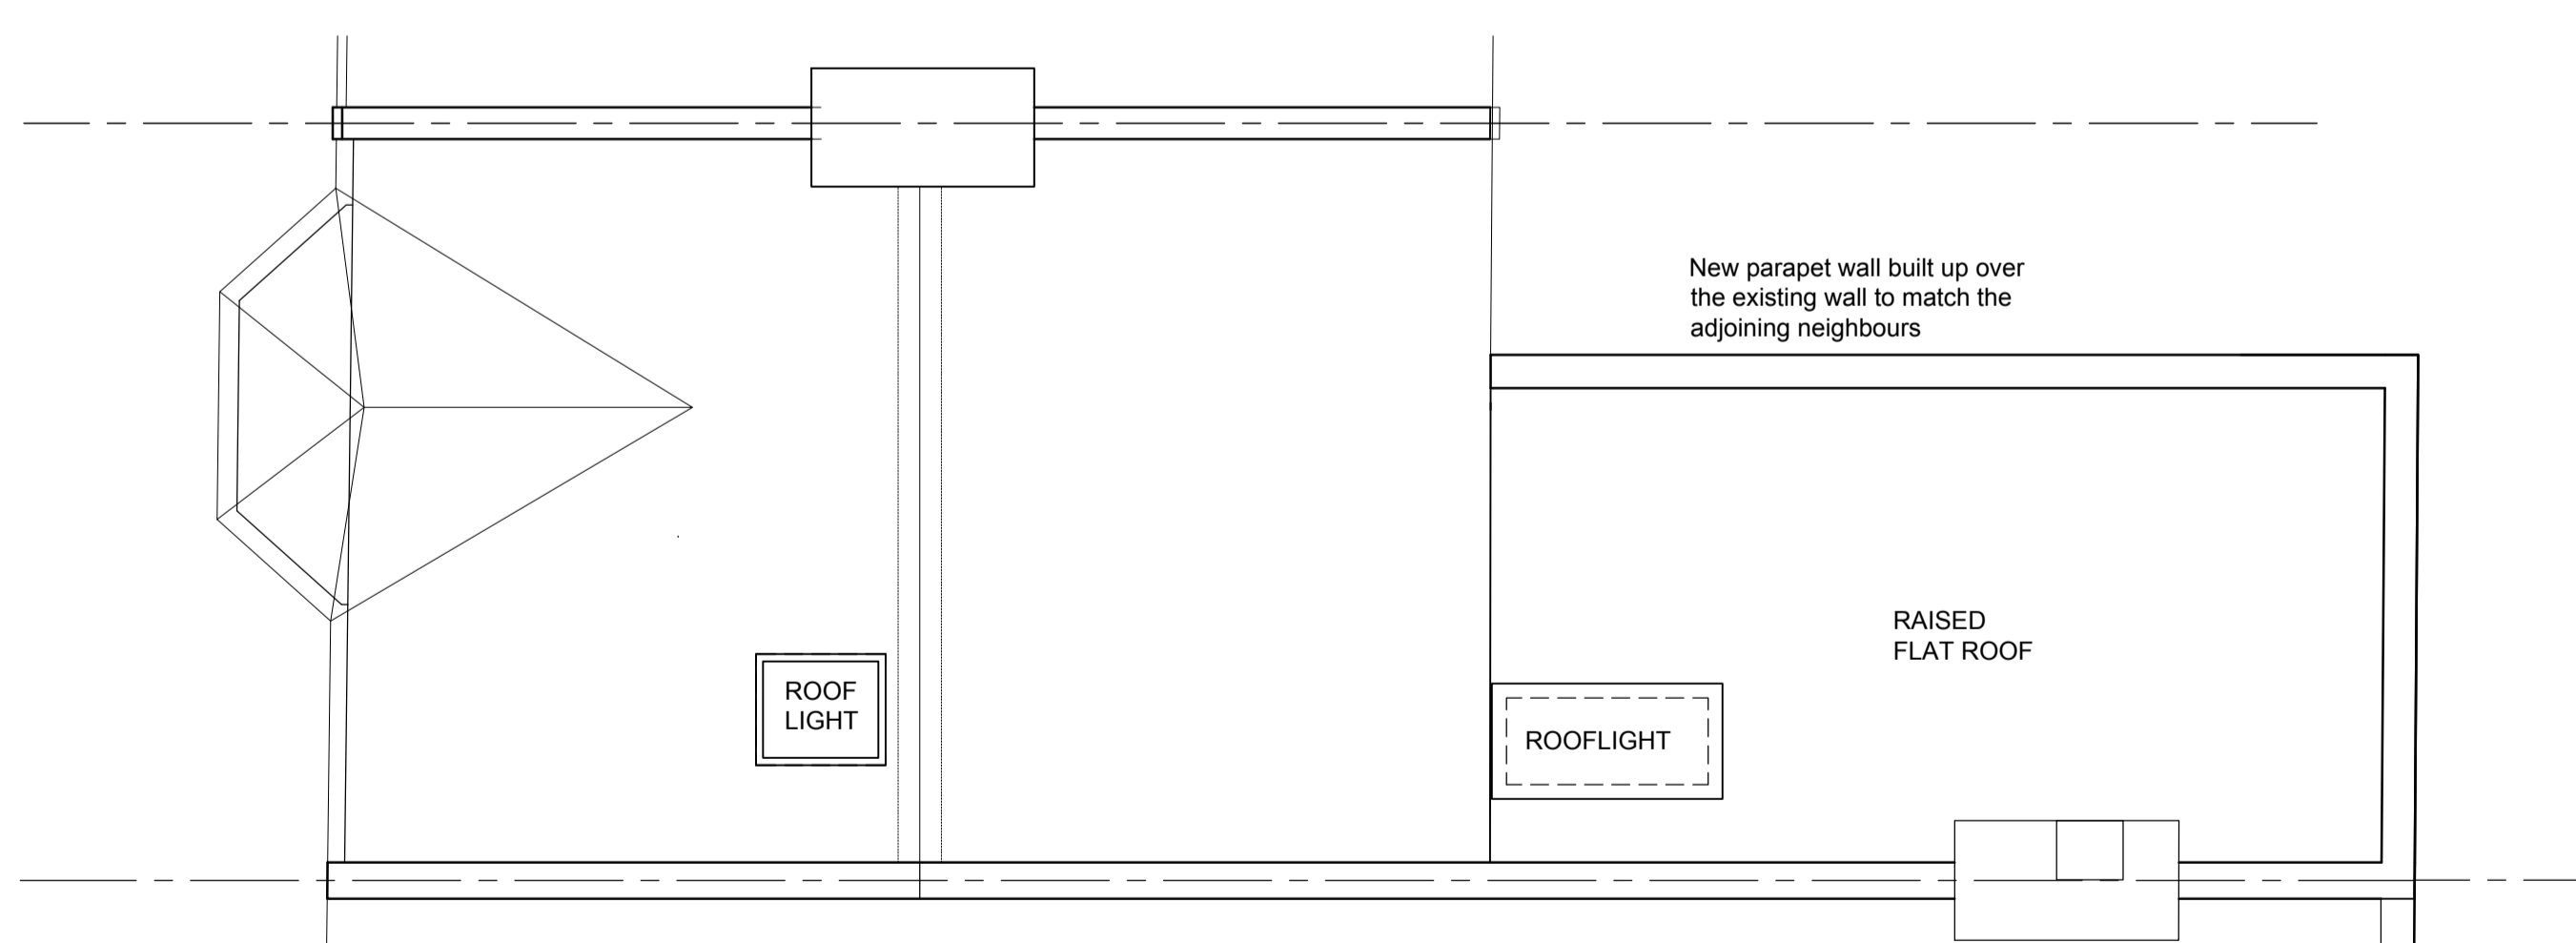 New parapet wall built up over
the existing wall to match the
adjoining neighbours
RAISED
FLAT ROOF
ROOF
LIGHT
ROOFLIGHT